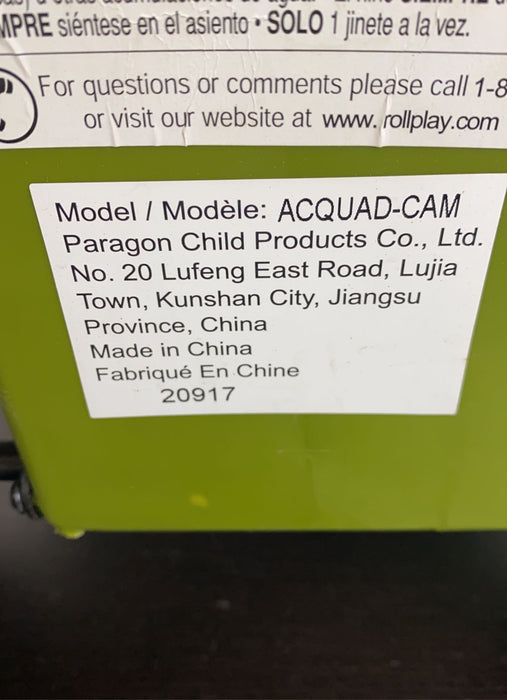 MPRE siéntese en el asiento • SOLO 1 jinete a la vez.
For questions or comments please call 1-8
or visit our website at www.rollplay.com
Model / Modèle: ACQUAD-CAM
Paragon Child Products Co., Ltd.
No. 20 Lufeng East Road, Lujia
Town, Kunshan City, Jiangsu
Province, China
Made in China
Fabriqué En Chine
20917